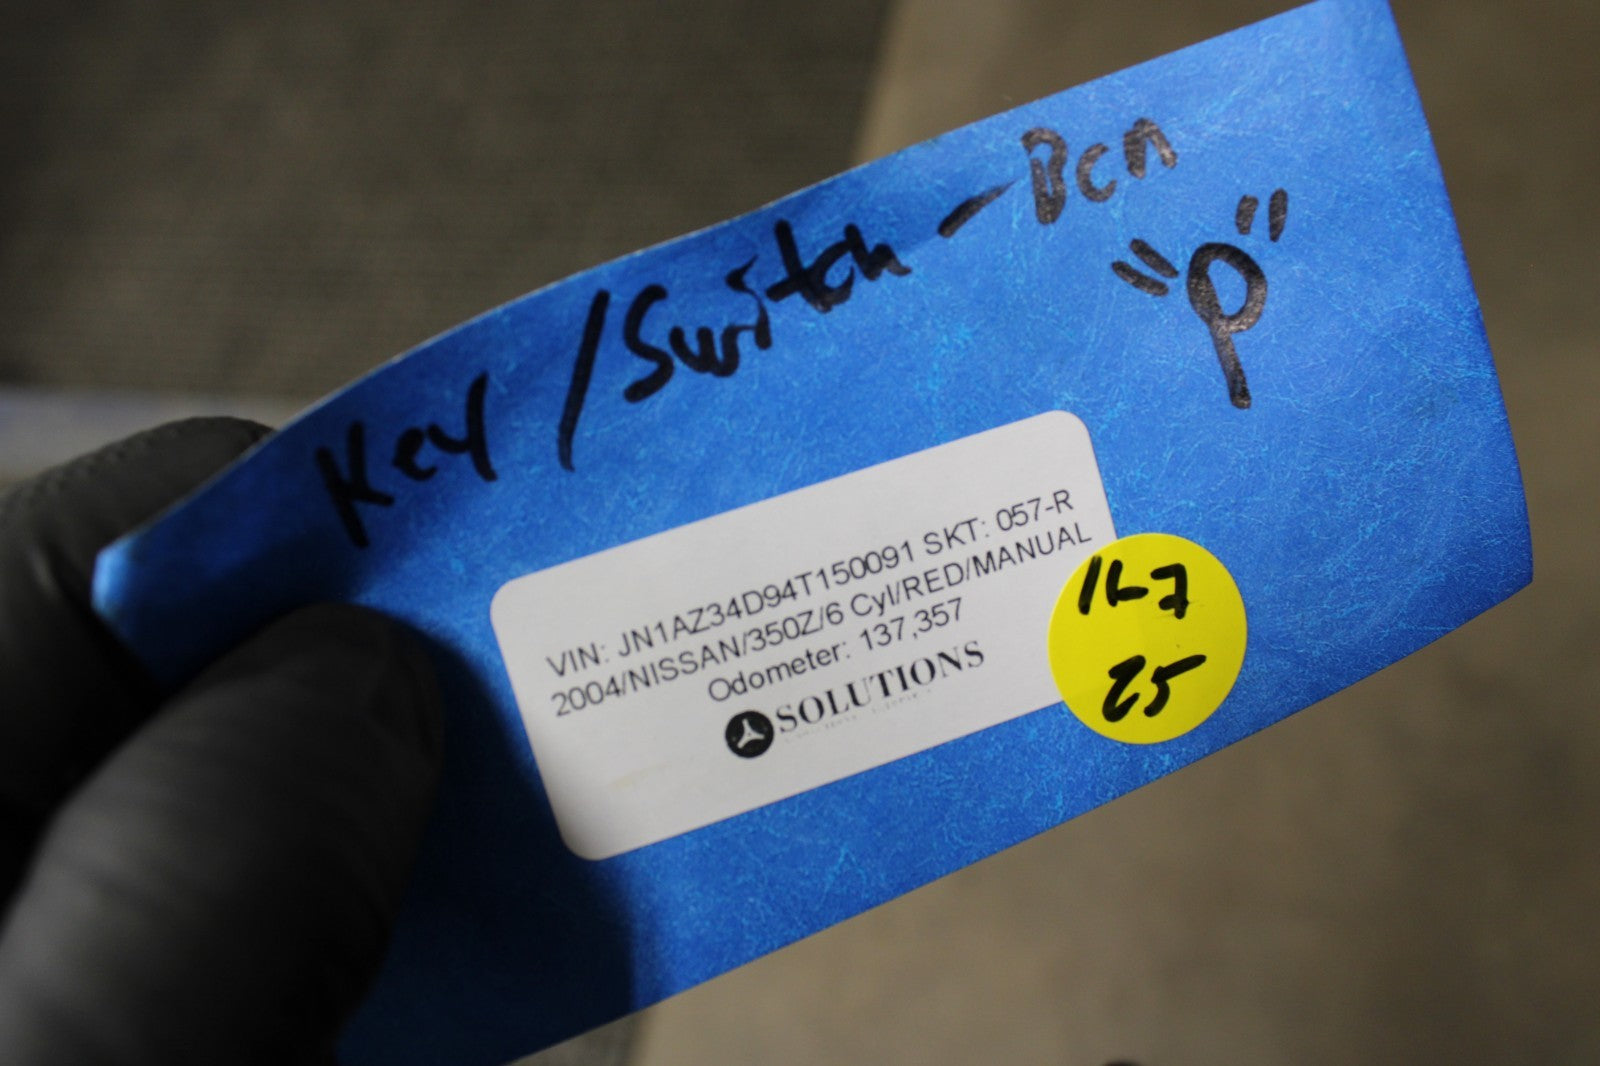 Key/Switch-Bcm
"P"
VIN: JN1AZ34D94T150091 SKT: 057-R
2004/NISSAN/350Z/6 Cyl/RED/MANUAL
Odometer: 137,357
SOLUTIONS
25